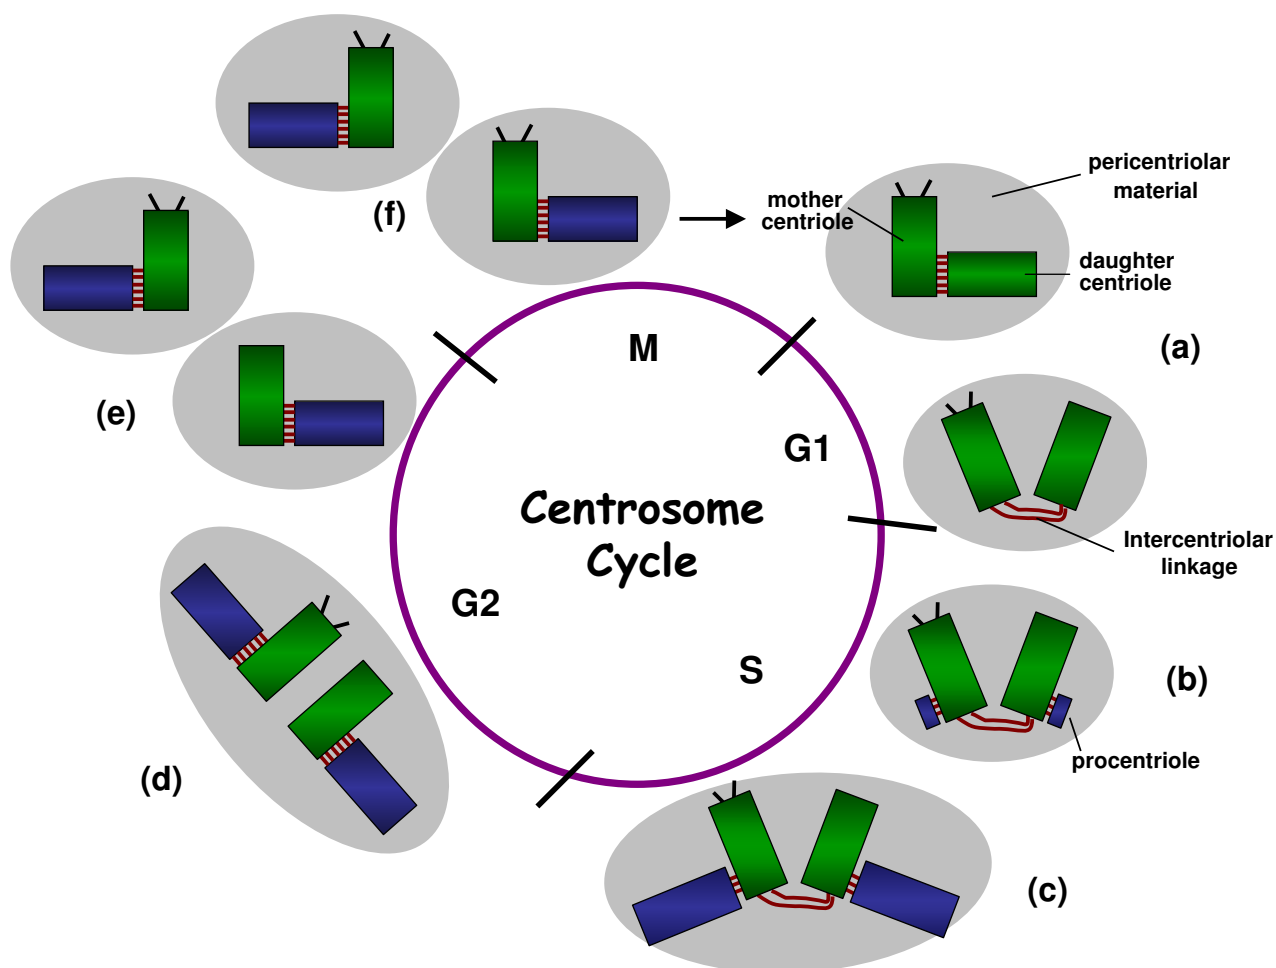 (f)
pericentriolar
material
mother
centriole
daughter
centriole
(a)
M
(e)
G1
Centrosome
Cycle
Intercentriolar
linkage
G2
S
(b)
procentriole
(d)
(c)